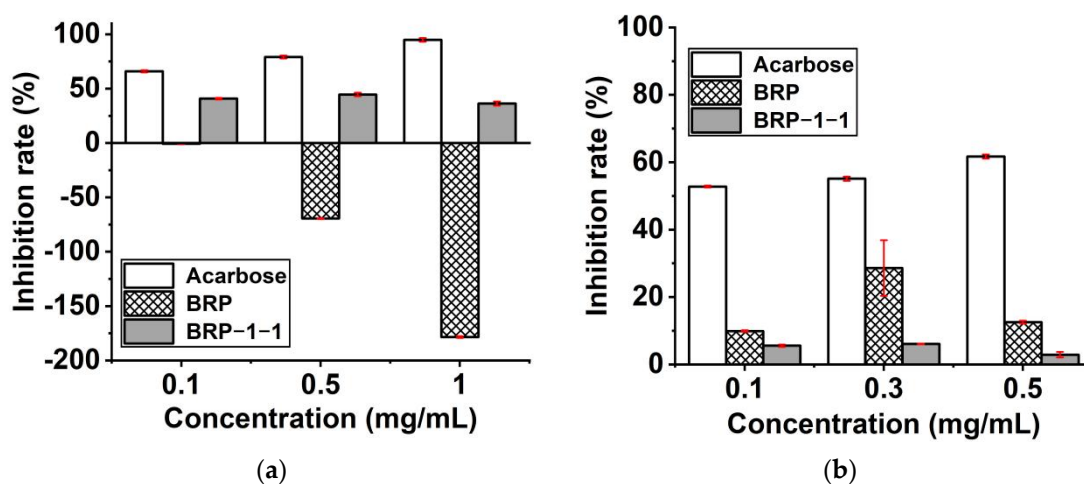 Inhibition rate (%)
100
50
0
-50
-100
-150
-200
Acarbose
BRP
BRP−1−1
0.1
0.5
1
Concentration (mg/mL)
(a)
Inhibition rate (%)
100
80
60
40
20
0
Acarbose
BRP
BRP−1−1
0.1
0.3
0.5
Concentration (mg/mL)
(b)